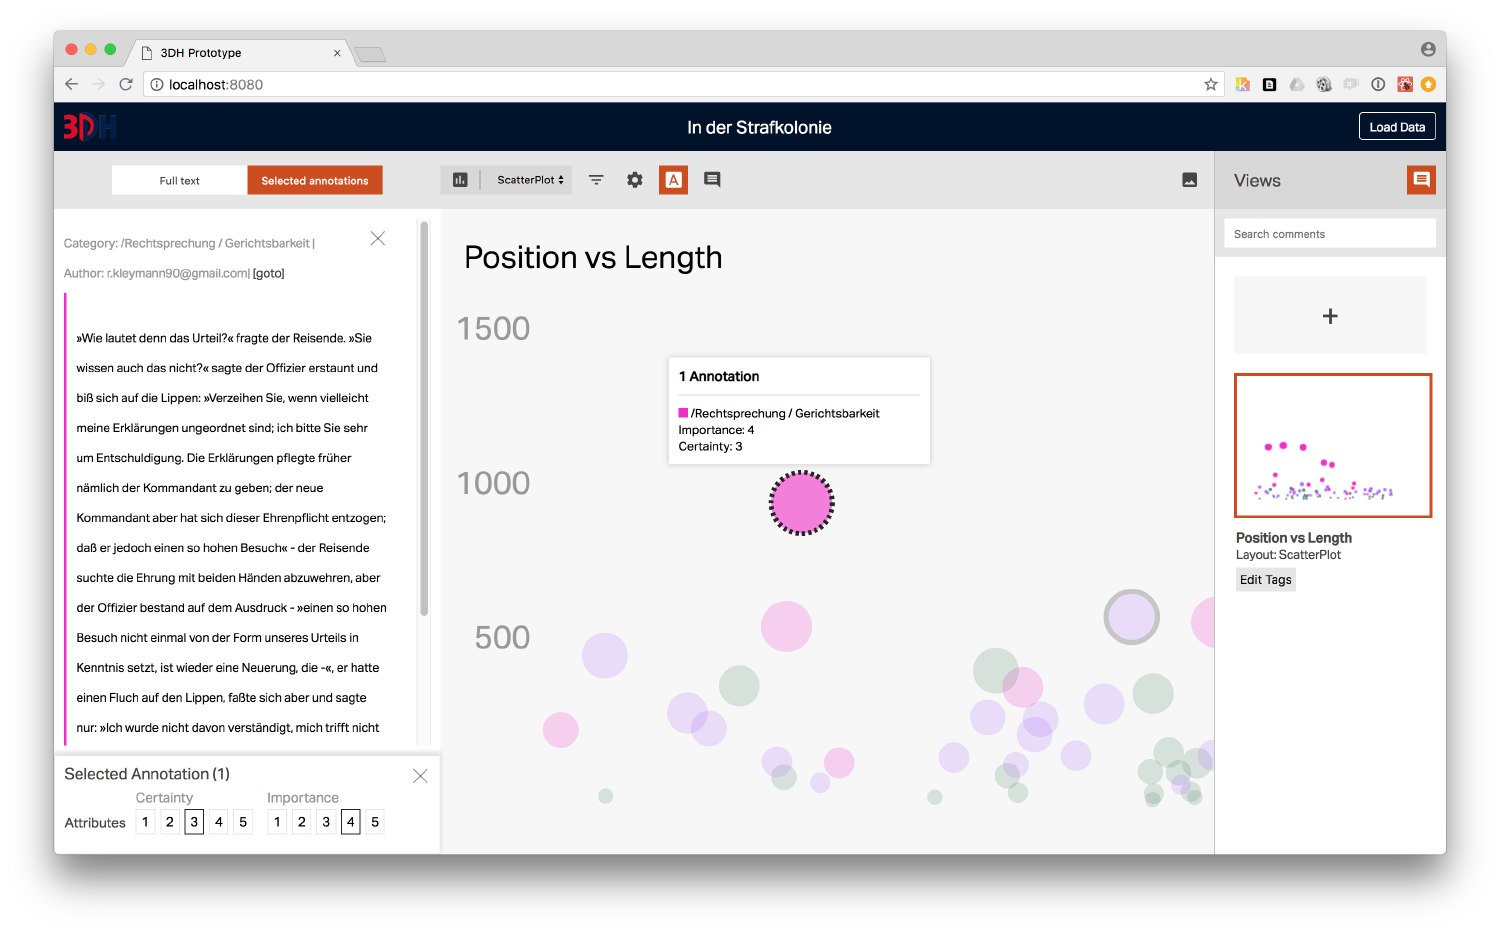 3DH Prototype
localhost:8080
3DH
In der Strafkolonie
Load Data
Full text
Selected annotations
ScatterPlot
A
Views
Search comments
Category: /Rechtsprechung / Gerichtsbarkeit |
Author: r.kleymann90@gmail.com| [goto]
»Wie lautet denn das Urteil?« fragte der Reisende. »Sie
wissen auch das nicht?« sagte der Offizier erstaunt und
biß sich auf die Lippen: »Verzeihen Sie, wenn vielleicht
meine Erklärungen ungeordnet sind; ich bitte Sie sehr
um Entschuldigung. Die Erklärungen pflegte früher
nämlich der Kommandant zu geben; der neue
Kommandant aber hat sich dieser Ehrenpflicht entzogen;
daß er jedoch einen so hohen Besuch« - der Reisende
suchte die Ehrung mit beiden Händen abzuwehren, aber
der Offizier bestand auf dem Ausdruck - »einen so hohen
Besuch nicht einmal von der Form unseres Urteils in
Kenntnis setzt, ist wieder eine Neuerung, die -«, er hatte
einen Fluch auf den Lippen, faßte sich aber und sagte
nur: »Ich wurde nicht davon verständigt, mich trifft nicht
Selected Annotation (1)
Certainty
Importance
Attributes 1 2 3 4 5 1 2 3 4 5
Position vs Length
1500
1000
500
1 Annotation
/Rechtsprechung / Gerichtsbarkeit
Importance: 4
Certainty: 3
+
Position vs Length
Layout: ScatterPlot
Edit Tags